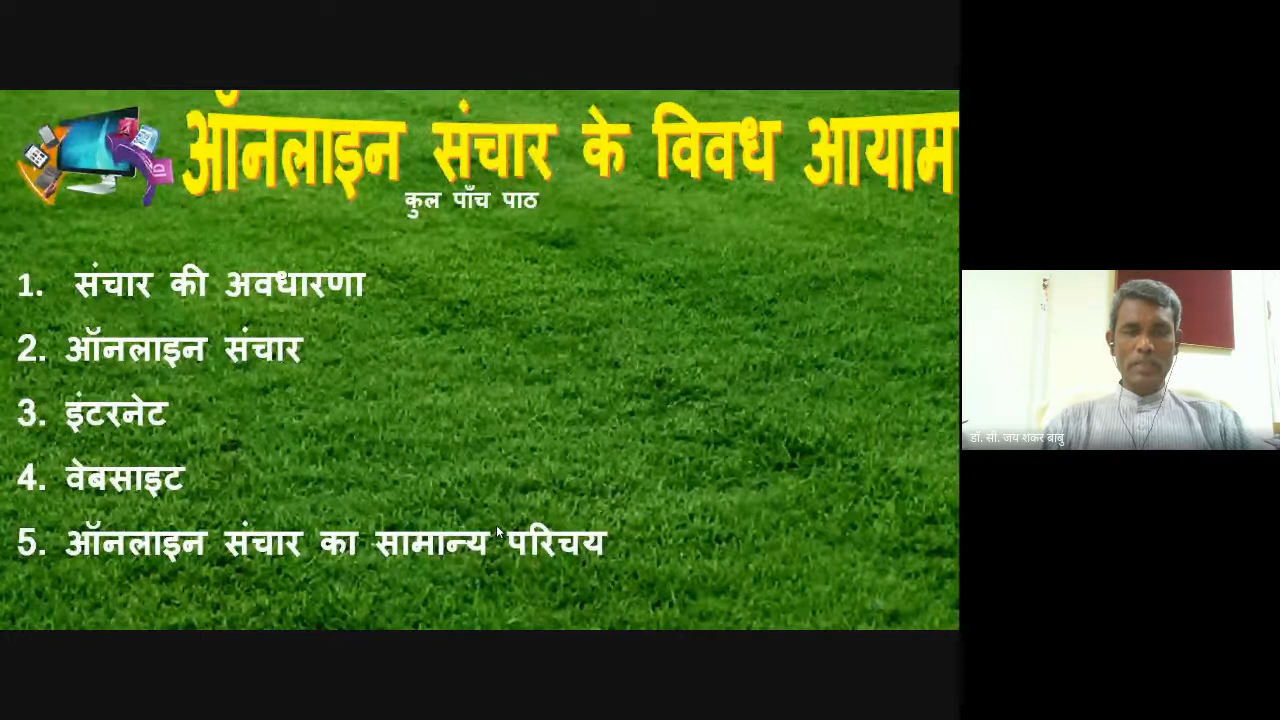 ऑनलाइन संचार के विवध आयाम
कुल पाँच पाठ
1. संचार की अवधारणा
2. ऑनलाइन संचार
3. इंटरनेट
4. वेबसाइट
5. ऑनलाइन संचार का सामान्य परिचय
डॉ. सी. जय शंकर बाबु